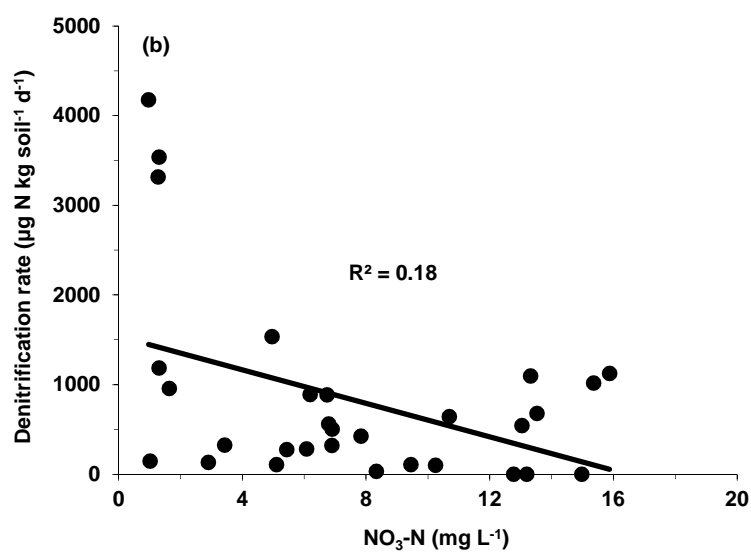 5000
(b)
4000
3000
2000
1000
0
R² = 0.18
Denitrification rate (µg N kg soil⁻¹ d⁻¹)
0 4 8 12 16 20
NO₃-N (mg L⁻¹)